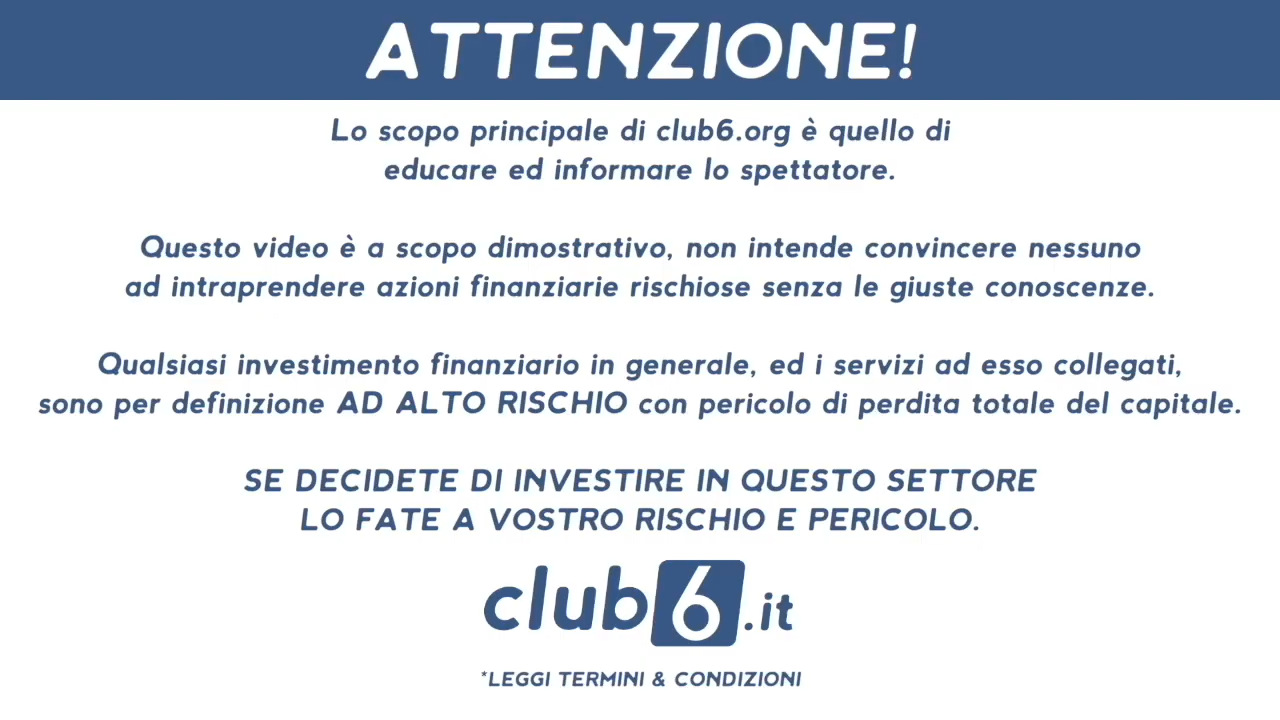 ATTENZIONE!
Lo scopo principale di club6.org è quello di
educare ed informare lo spettatore.
Questo video è a scopo dimostrativo, non intende convincere nessuno
ad intraprendere azioni finanziarie rischiose senza le giuste conoscenze.
Qualsiasi investimento finanziario in generale, ed i servizi ad esso collegati,
sono per definizione AD ALTO RISCHIO con pericolo di perdita totale del capitale.
SE DECIDETE DI INVESTIRE IN QUESTO SETTORE
LO FATE A VOSTRO RISCHIO E PERICOLO.
club6.it
*LEGGI TERMINI & CONDIZIONI